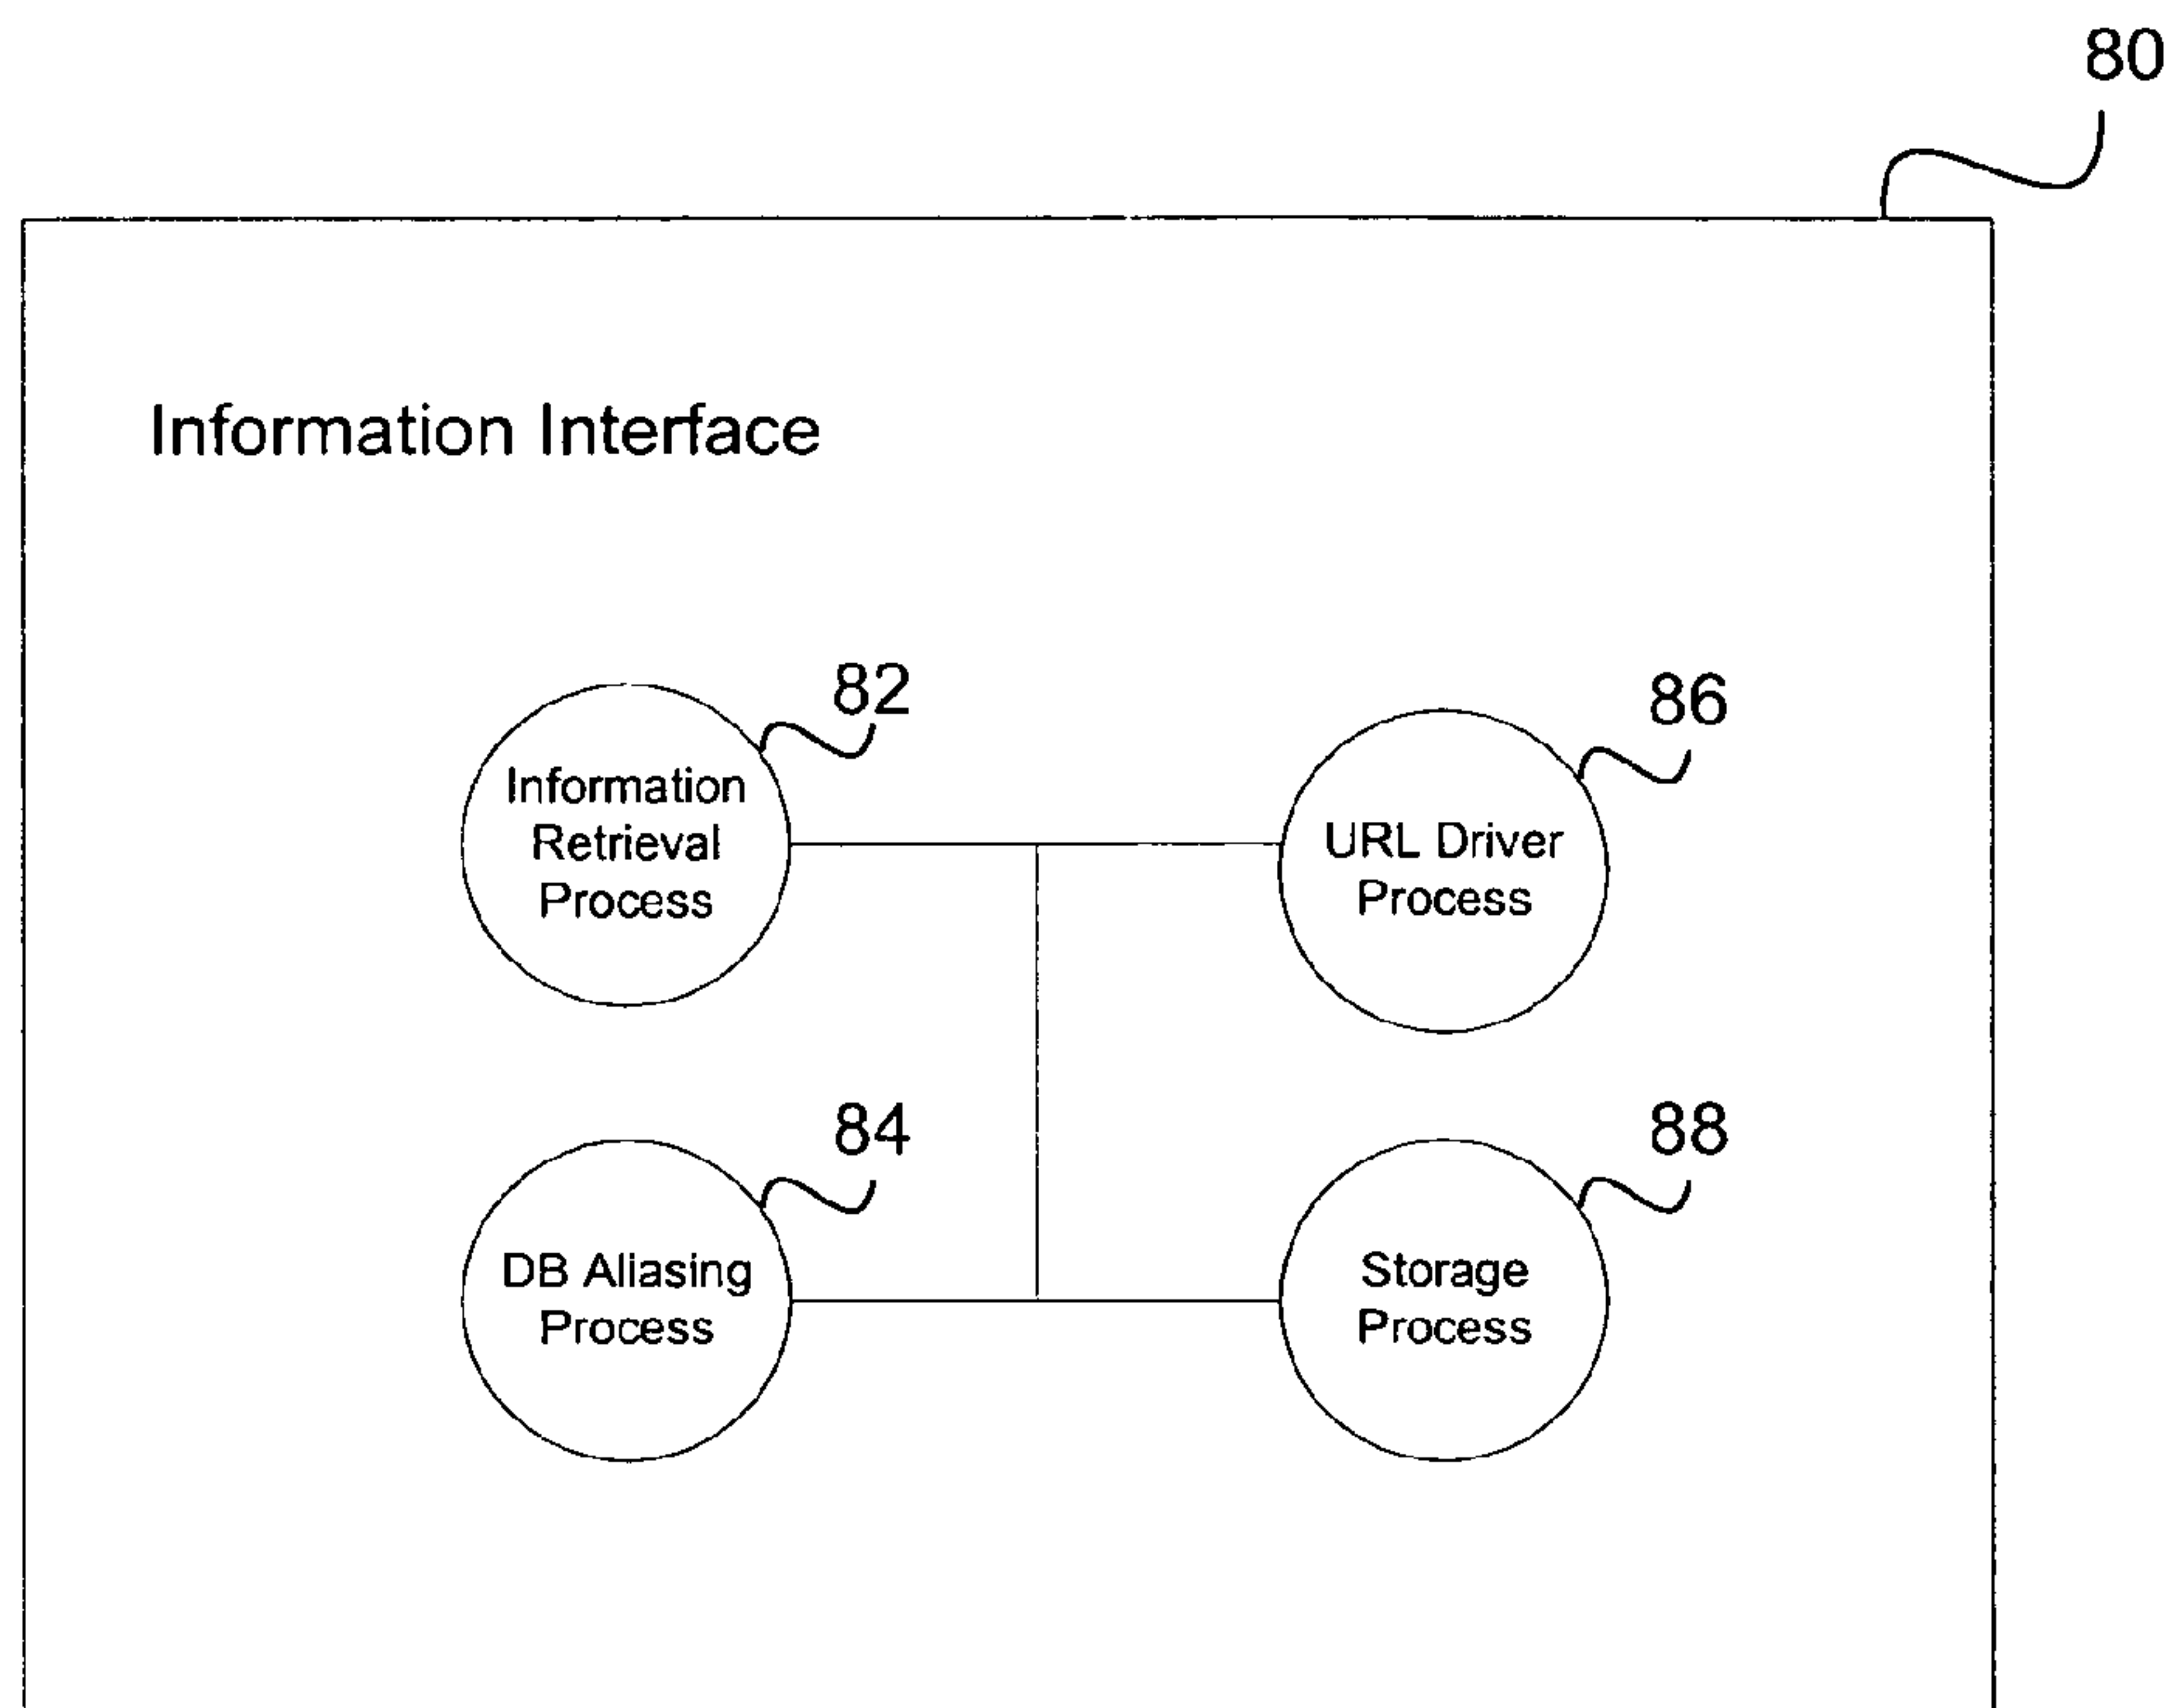 80
Information Interface
82
Information
Retrieval
Process
86
URL Driver
Process
84
DB Aliasing
Process
88
Storage
Process